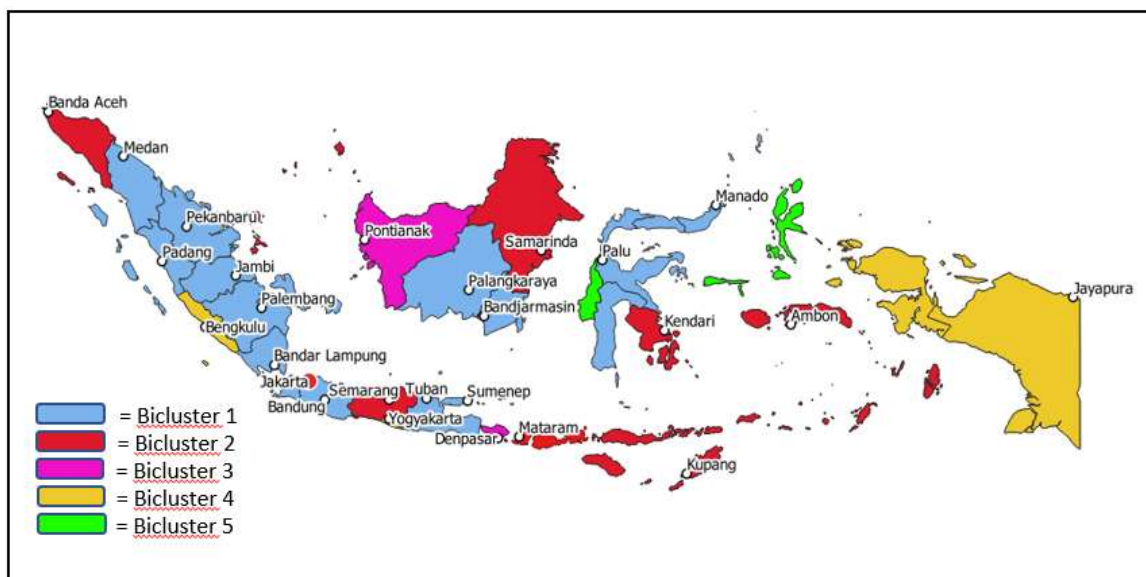 Banda Aceh
Medan
Pekanbaru
Padang
Jambi
Palembang
Bengkulu
Bandar Lampung
Jakarta
Bandung
Semarang
Tuban
Sumenep
Yogyakarta
Denpasar
Mataram
Kupang
Pontianak
Samarinda
Palangkaraya
Bandjarmasin
Manado
Palu
Kendari
Ambon
Jayapura
= Bicluster 1
= Bicluster 2
= Bicluster 3
= Bicluster 4
= Bicluster 5